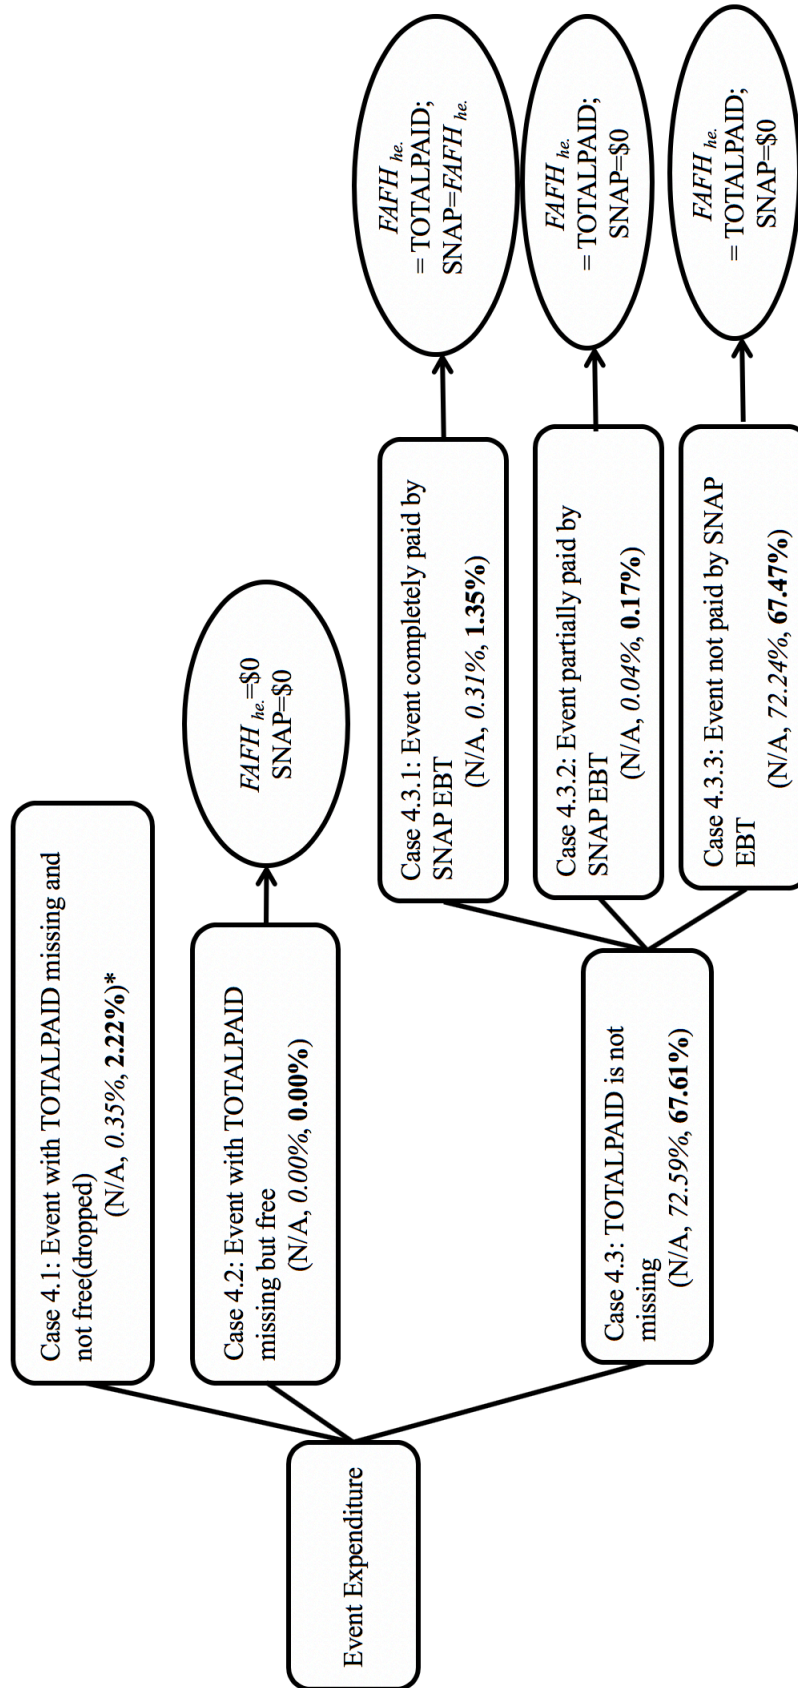 Event Expenditure
Case 4.1: Event with TOTALPAID missing and
not free(dropped)
(N/A, 0.35%, 2.22%)*
Case 4.2: Event with TOTALPAID
missing but free
(N/A, 0.00%, 0.00%)
FAFH he.=$0
SNAP=$0
Case 4.3: TOTALPAID is not
missing
(N/A, 72.59%, 67.61%)
Case 4.3.1: Event completely paid by
SNAP EBT
(N/A, 0.31%, 1.35%)
FAFH he.
= TOTALPAID;
SNAP=FAFH he.
Case 4.3.2: Event partially paid by
SNAP EBT
(N/A, 0.04%, 0.17%)
FAFH he.
= TOTALPAID;
SNAP=$0
Case 4.3.3: Event not paid by SNAP
EBT
(N/A, 72.24%, 67.47%)
FAFH he.
= TOTALPAID;
SNAP=$0